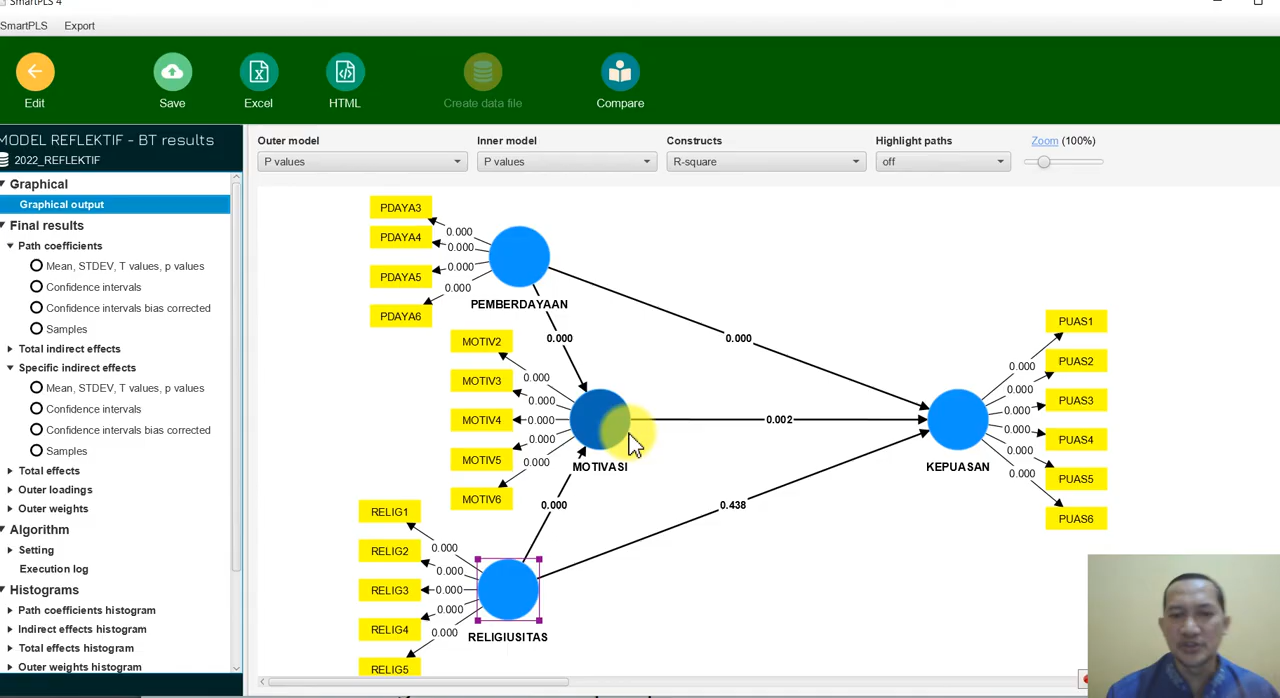 SmartPLS 4
SmartPLS Export
Edit Save Excel HTML Create data file Compare
MODEL REFLEKTIF - BT results
2022_REFLEKTIF
Graphical
Graphical output
Final results
Path coefficients
Mean, STDEV, T values, p values
Confidence intervals
Confidence intervals bias corrected
Samples
Total indirect effects
Specific indirect effects
Mean, STDEV, T values, p values
Confidence intervals
Confidence intervals bias corrected
Samples
Total effects
Outer loadings
Outer weights
Algorithm
Setting
Execution log
Histograms
Path coefficients histogram
Indirect effects histogram
Total effects histogram
Outer weights histogram
Outer model Inner model Constructs Highlight paths Zoom (100%)
P values P values R-square off
PDAYA3
0.000
PDAYA4
0.000
PDAYA5
0.000
PDAYA6
0.000
PEMBERDAYAAN
0.000
0.000
MOTIV2
0.000
MOTIV3
0.000
MOTIV4
0.000
MOTIV5
0.000
MOTIV6
0.000
MOTIVASI
0.002
0.000
0.438
RELIG1
0.000
RELIG2
0.000
RELIG3
0.000
RELIG4
0.000
RELIG5
0.000
RELIGIUSITAS
KEPUASAN
PUAS1
0.000
PUAS2
0.000
PUAS3
0.000
PUAS4
0.000
PUAS5
0.000
PUAS6
0.000